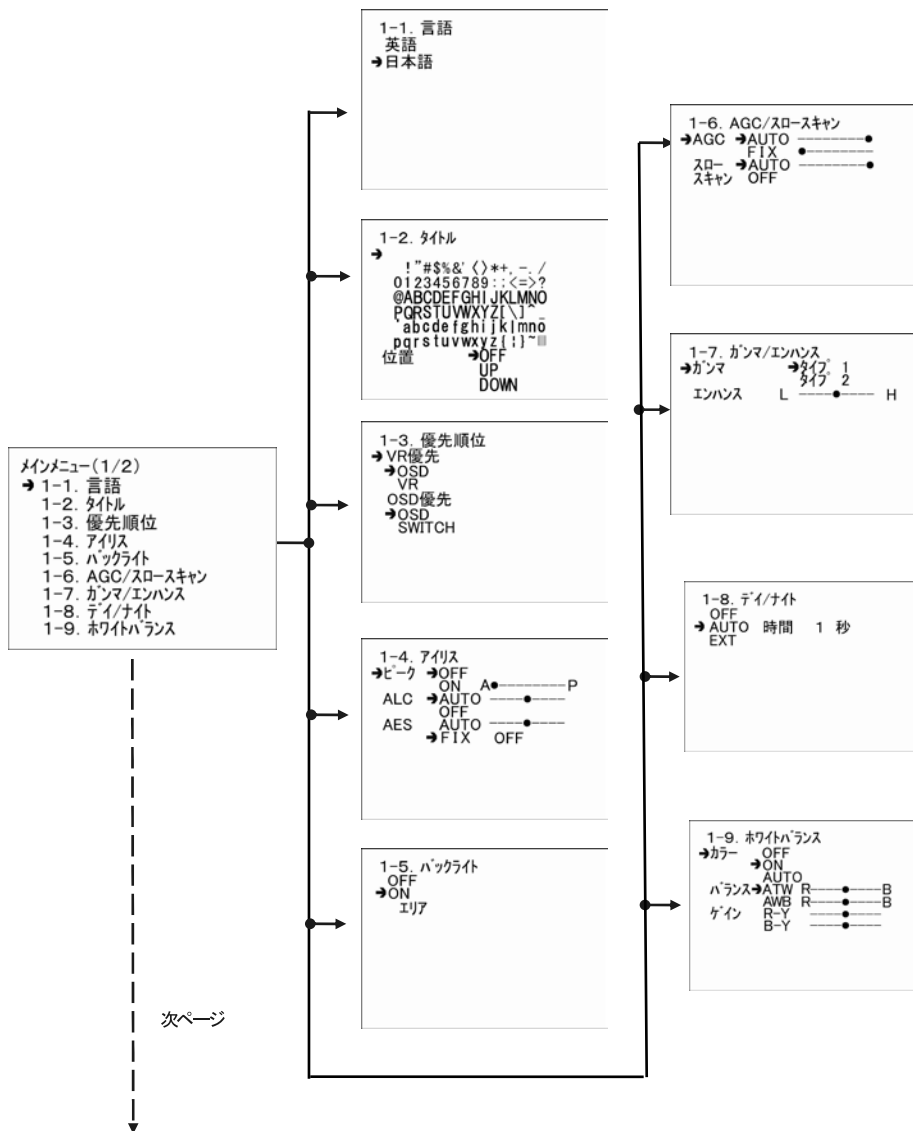 メインメニュー(1/2)
➔ 1-1. 言語
1-2. タイトル
1-3. 優先順位
1-4. アイリス
1-5. バックライト
1-6. AGC/スロースキャン
1-7. ガンマ/エンハンス
1-8. デイ/ナイト
1-9. ホワイトバランス
次ページ
1-1. 言語
英語
➔日本語
1-2. タイトル
➔
!"#$%&'()*+,-./
0123456789:;<=>?
@ABCDEFGHIJKLMNO
PQRSTUVWXYZ[\]^_
'abcdefghijklmno
pqrstuvwxyz{¦}~
位置 ➔OFF
UP
DOWN
1-3. 優先順位
➔VR優先
➔OSD
VR
OSD優先
➔OSD
SWITCH
1-4. アイリス
➔ピーク ➔OFF
ON A●---------P
ALC ➔AUTO ----●----
OFF
AES AUTO ----●----
➔FIX OFF
1-5. バックライト
OFF
➔ON
エリア
1-6. AGC/スロースキャン
➔AGC ➔AUTO --------●
FIX ●--------
スロー ➔AUTO --------●
スキャン OFF
1-7. ガンマ/エンハンス
➔ガンマ ➔タイプ 1
タイプ 2
エンハンス L ----●---- H
1-8. デイ/ナイト
OFF
➔AUTO 時間 1 秒
EXT
1-9. ホワイトバランス
➔カラー OFF
➔ON
AUTO
バランス➔ATW R----●----B
AWB R----●----B
ゲイン R-Y ----●----
B-Y ----●----